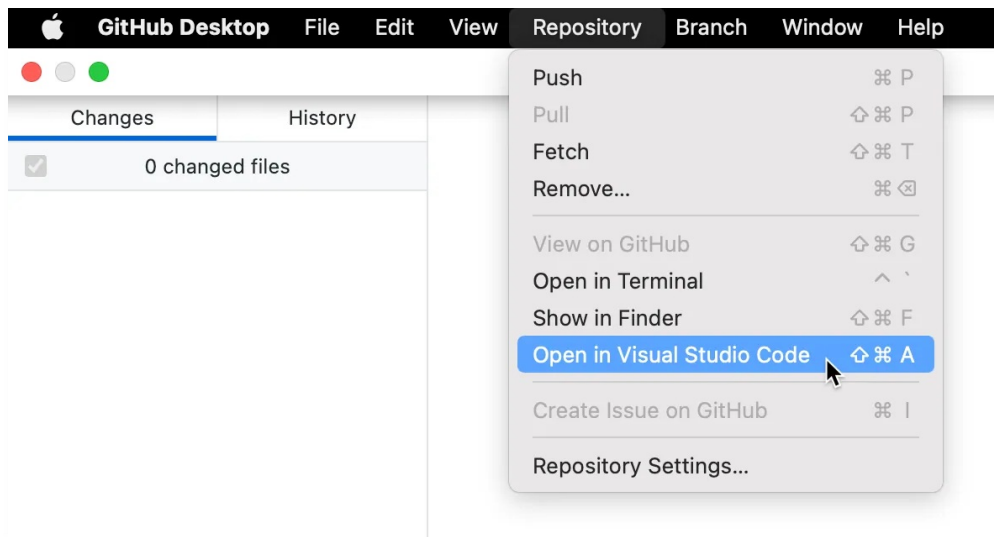 GitHub Desktop File Edit View Repository Branch Window Help
Changes History
0 changed files
Push ⌘ P
Pull ⇧ ⌘ P
Fetch ⇧ ⌘ T
Remove... ⌘ ⌫
View on GitHub ⇧ ⌘ G
Open in Terminal ⌃ `
Show in Finder ⇧ ⌘ F
Open in Visual Studio Code ⇧ ⌘ A
Create Issue on GitHub ⌘ I
Repository Settings...